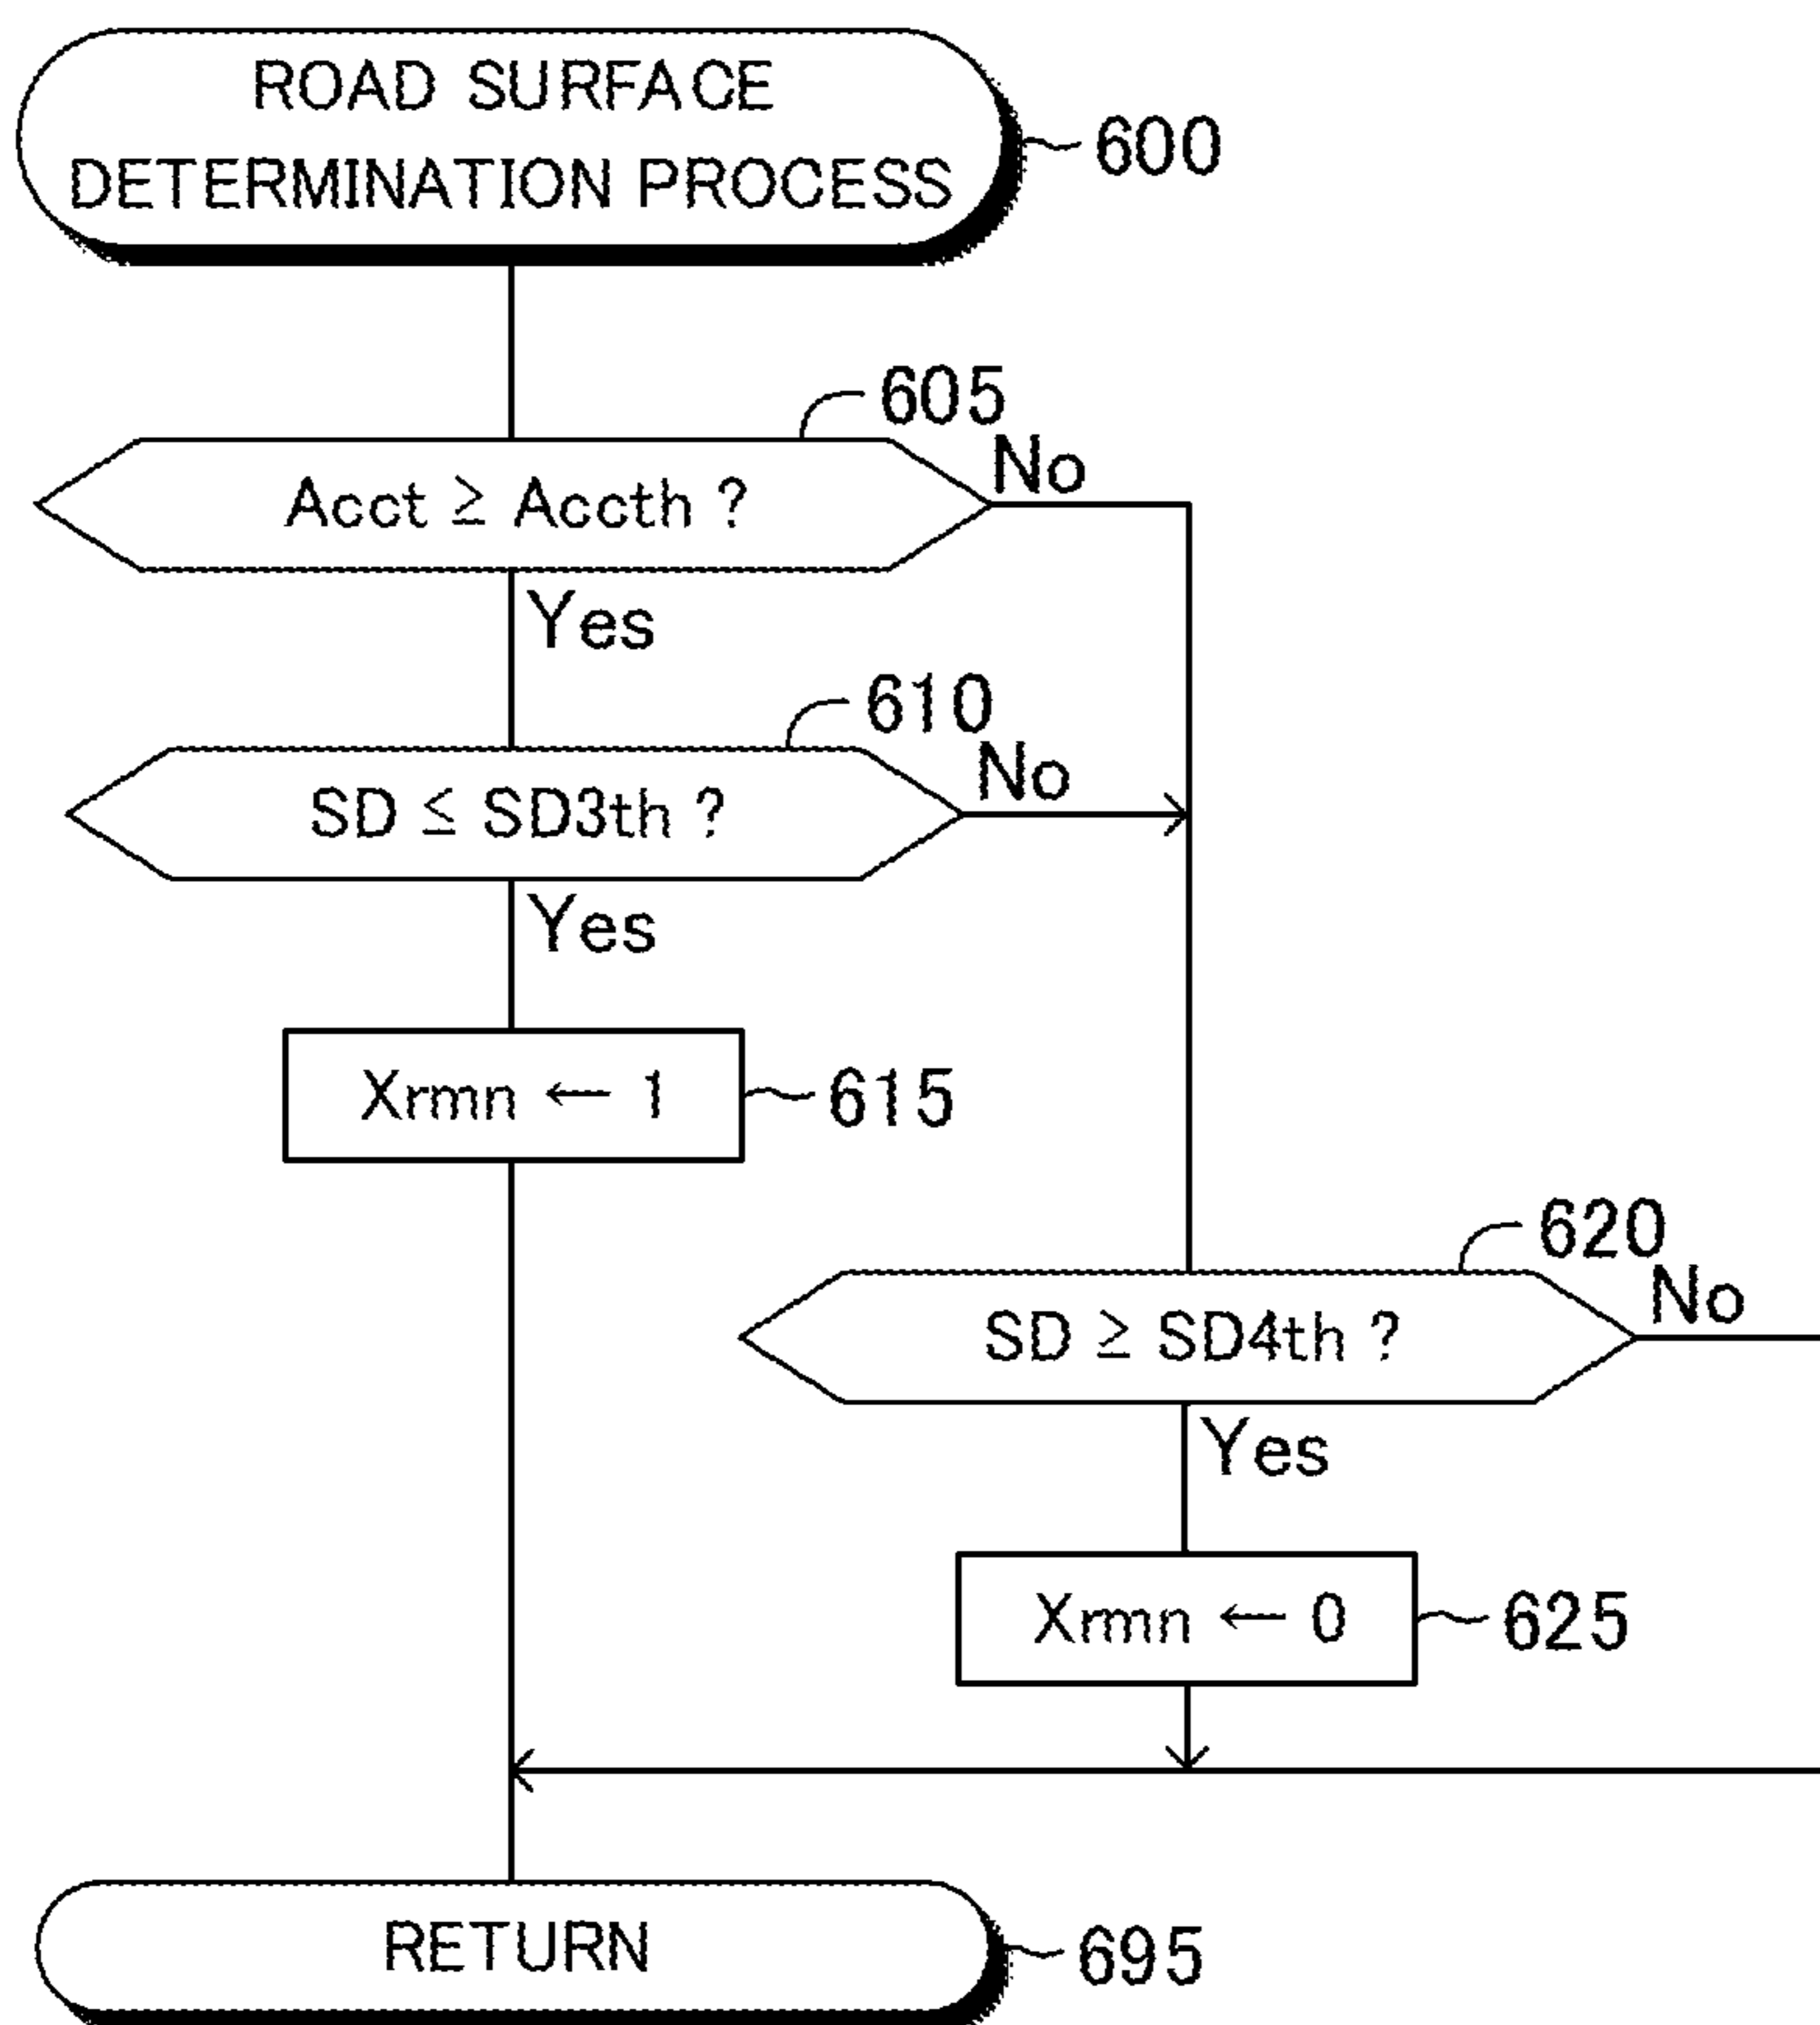 ROAD SURFACE
DETERMINATION PROCESS
600
605
Acct ≥ Accth ?
No
Yes
610
SD ≤ SD3th ?
No
Yes
Xrmn ← 1
615
620
SD ≥ SD4th ?
No
Yes
Xrmn ← 0
625
RETURN
695